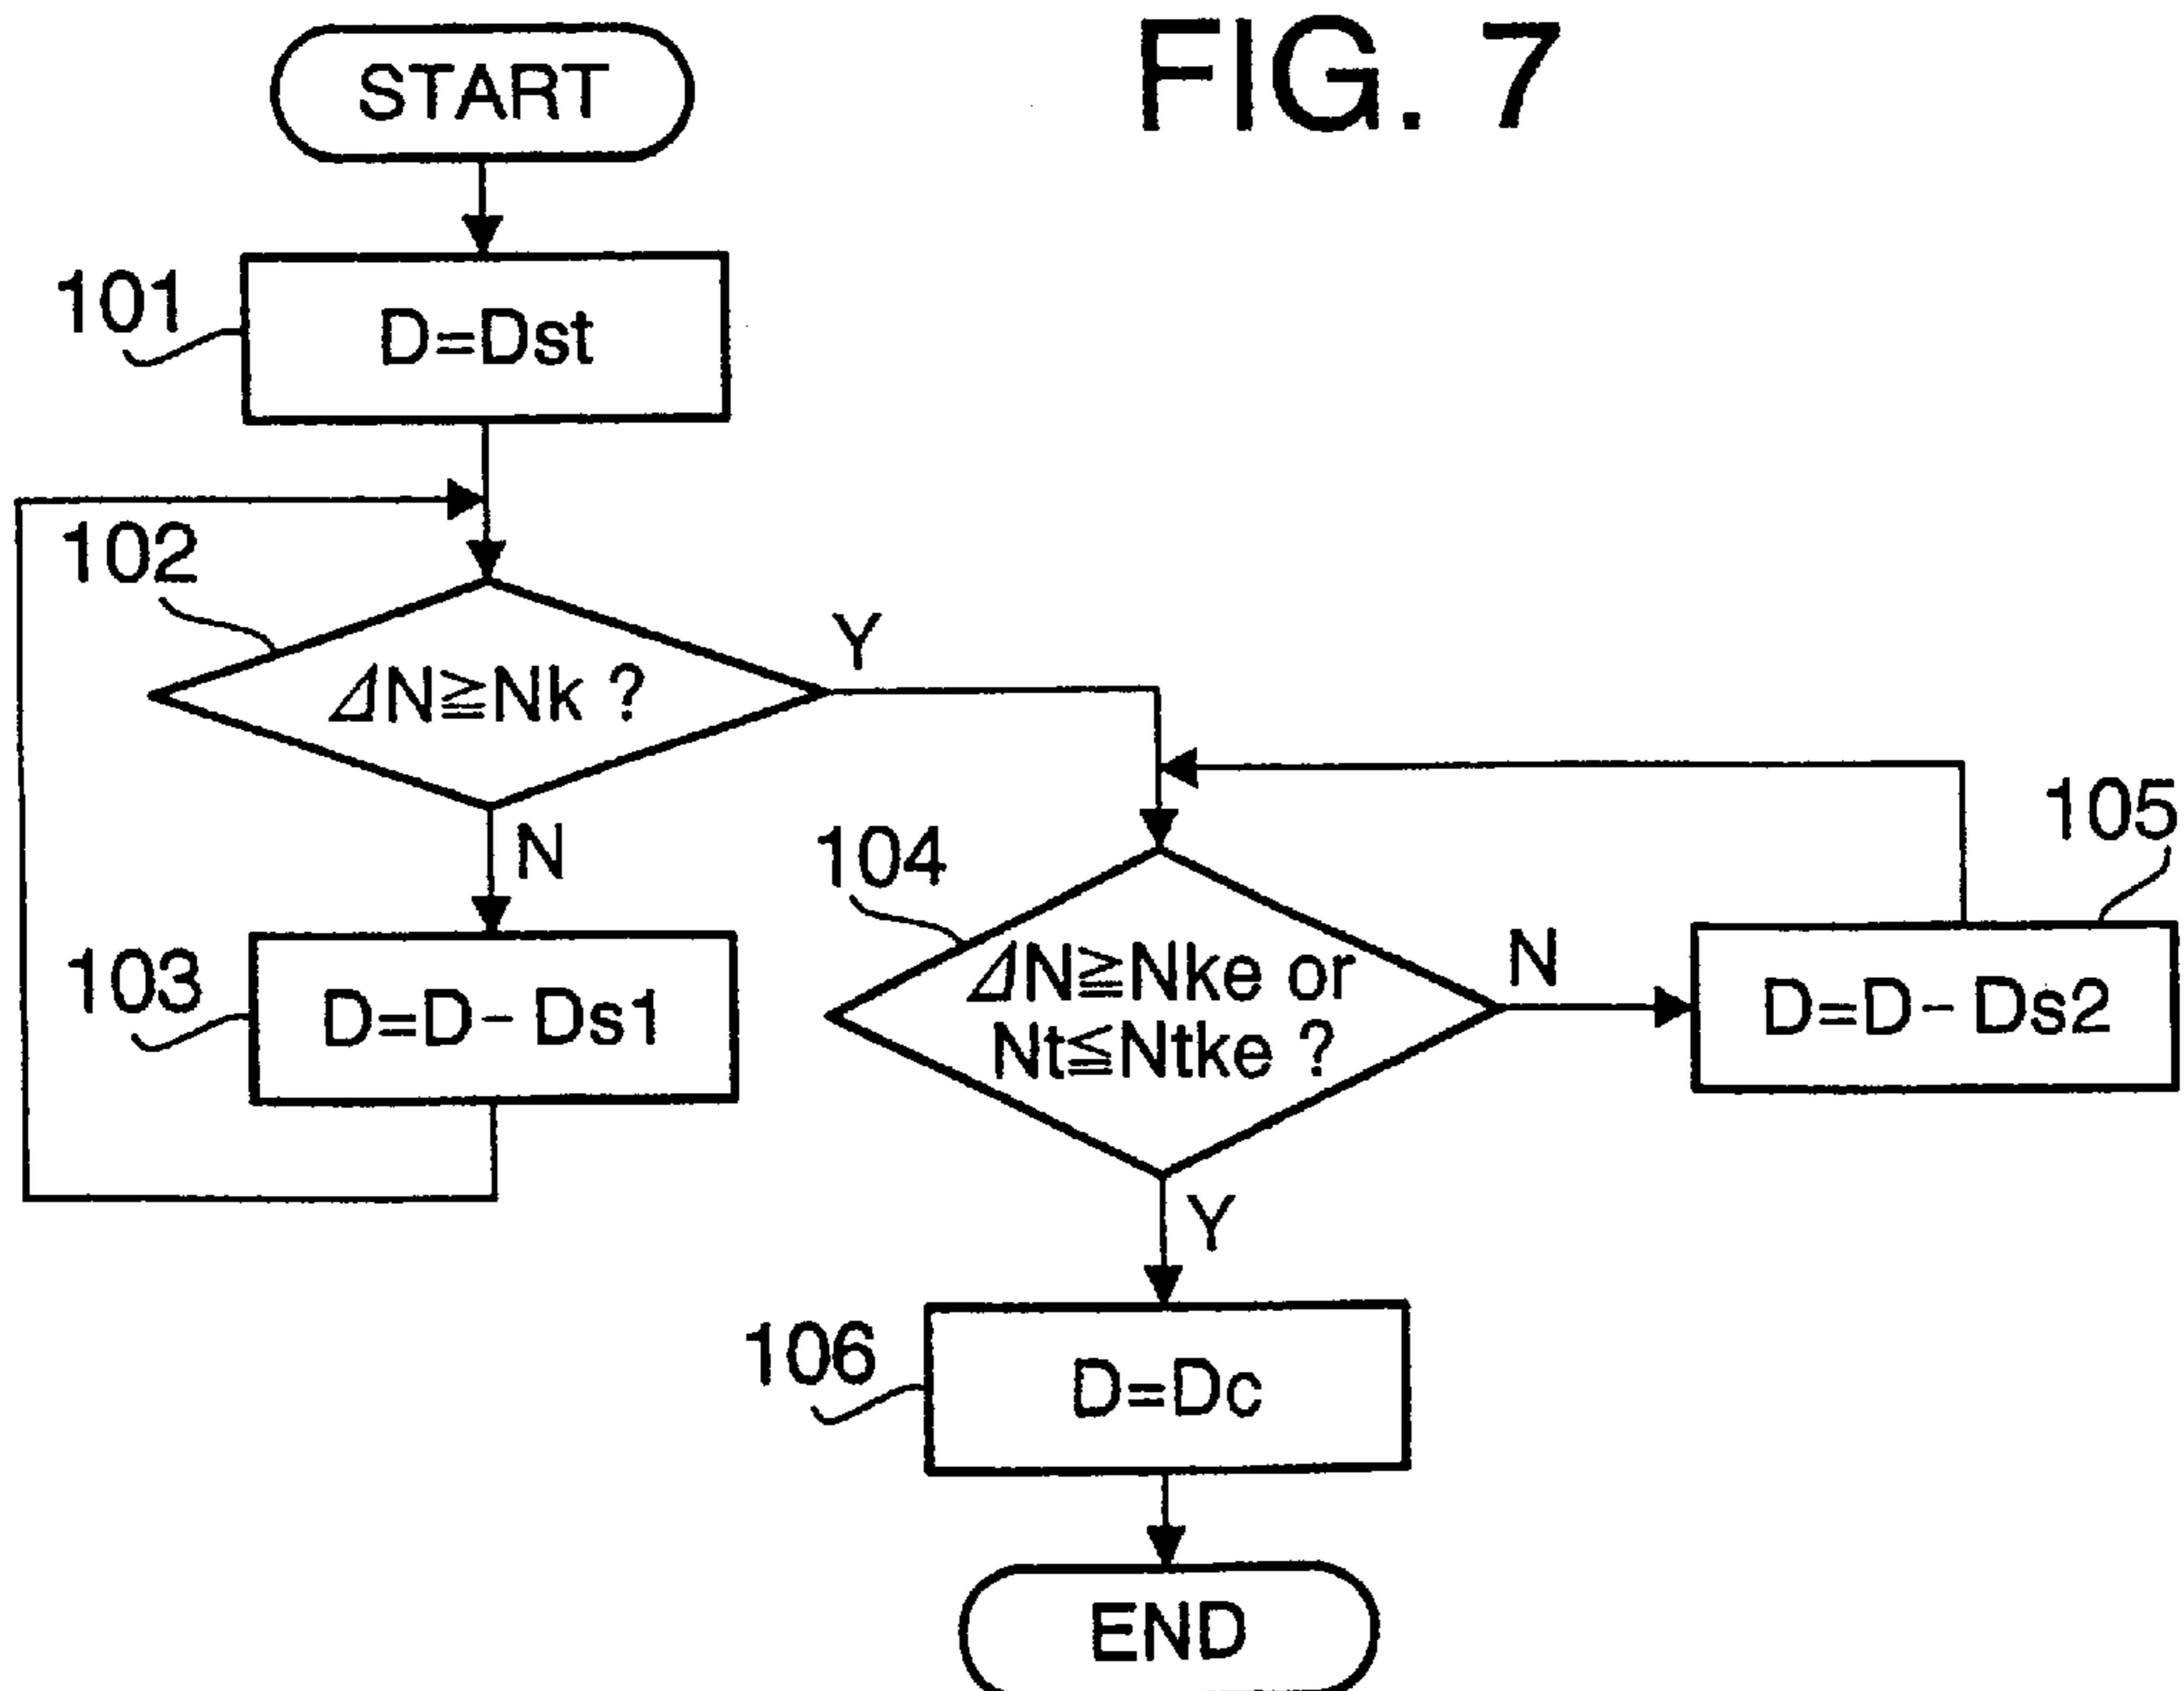 FIG. 7
START
101
D=Dst
102
⊿N≧Nk ?
Y
N
103
D=D- Ds1
104
⊿N≧Nke or
Nt≦Ntke ?
N
105
D=D- Ds2
Y
106
D=Dc
END